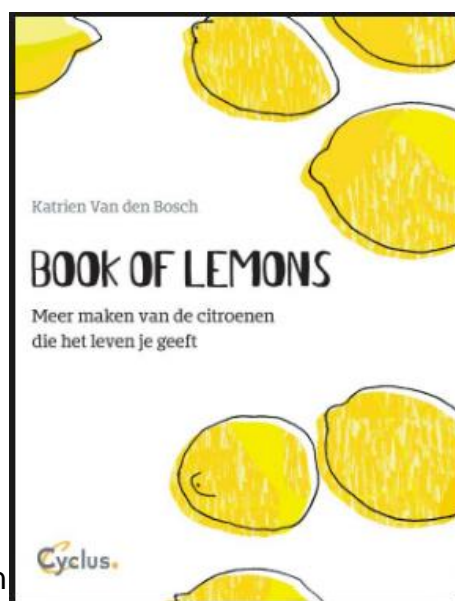 Katrien Van den Bosch
BOOK OF LEMONS
Meer maken van de citroenen
die het leven je geeft
Cyclus.
n